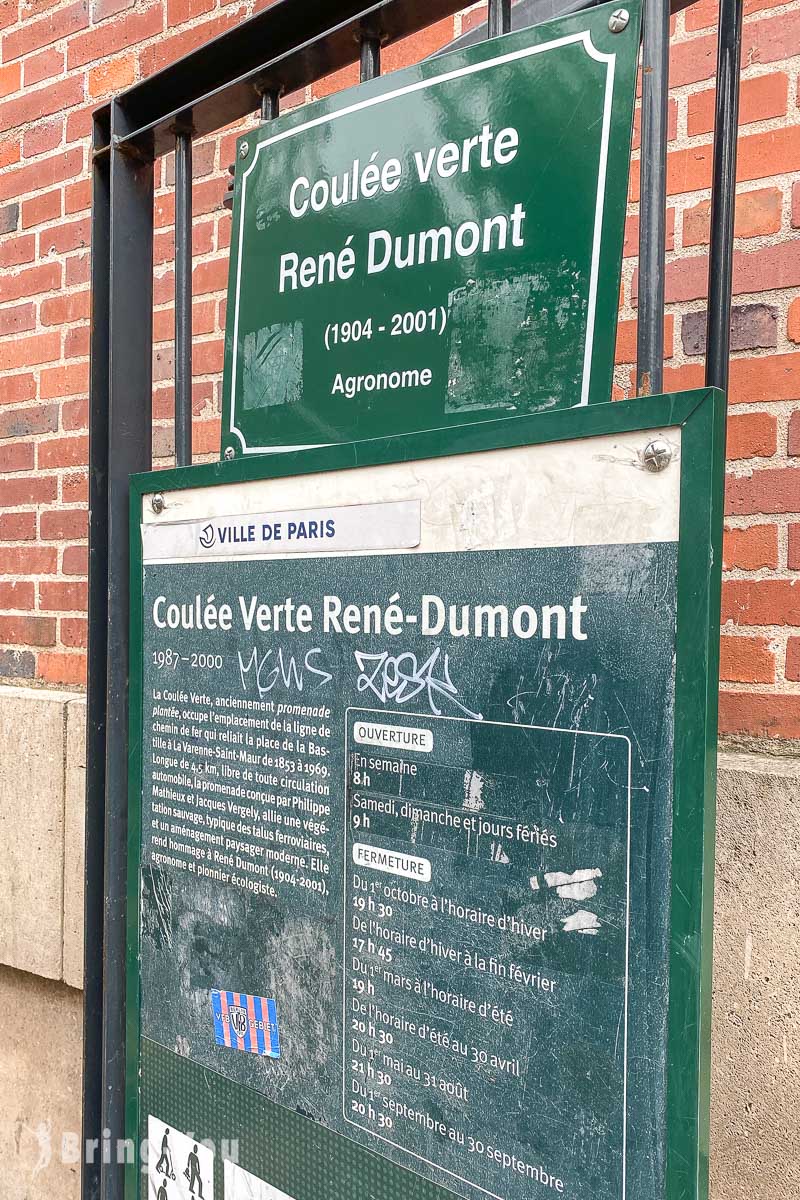 Coulée verte
René Dumont
(1904 - 2001)
Agronome
VILLE DE PARIS
Coulée Verte René-Dumont
1987–2000
La Coulée Verte, anciennement promenade
plantée, occupe l'emplacement de la ligne de
chemin de fer qui reliait la place de la Bas-
tille à la Varenne-Saint-Maur de 1853 à 1969.
Longue de 4,5 km, libre de toute circulation
automobile, la promenade conçue par Philippe
Mathieux et Jacques Vergely, allie une végé-
tation sauvage, typique des talus ferroviaires,
et un aménagement paysager moderne. Elle
rend hommage à René Dumont (1904-2001),
agronome et pionnier écologiste.
OUVERTURE
En semaine
8 h
Samedi, dimanche et jours fériés
9 h
FERMETURE
Du 1er octobre à l'horaire d'hiver
19 h 30
De l'horaire d'hiver à la fin février
17 h 45
Du 1er mars à l'horaire d'été
19 h
De l'horaire d'été au 30 avril
20 h 30
Du 1er mai au 31 août
21 h 30
Du 1er septembre au 30 septembre
20 h 30
Bring You